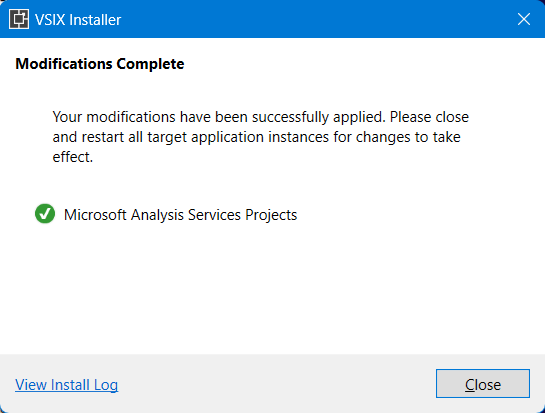 VSIX Installer
Modifications Complete
Your modifications have been successfully applied. Please close
and restart all target application instances for changes to take
effect.
Microsoft Analysis Services Projects
View Install Log
Close